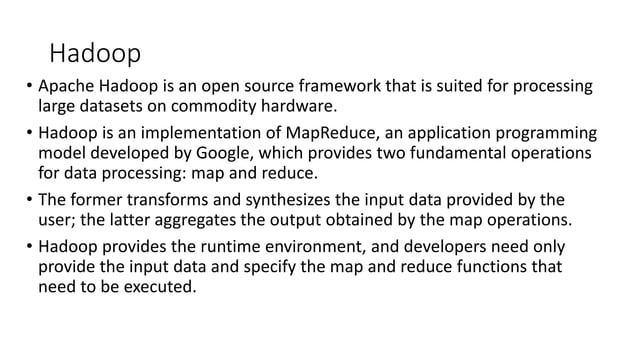 Hadoop
• Apache Hadoop is an open source framework that is suited for processing
large datasets on commodity hardware.
• Hadoop is an implementation of MapReduce, an application programming
model developed by Google, which provides two fundamental operations
for data processing: map and reduce.
• The former transforms and synthesizes the input data provided by the
user; the latter aggregates the output obtained by the map operations.
• Hadoop provides the runtime environment, and developers need only
provide the input data and specify the map and reduce functions that
need to be executed.